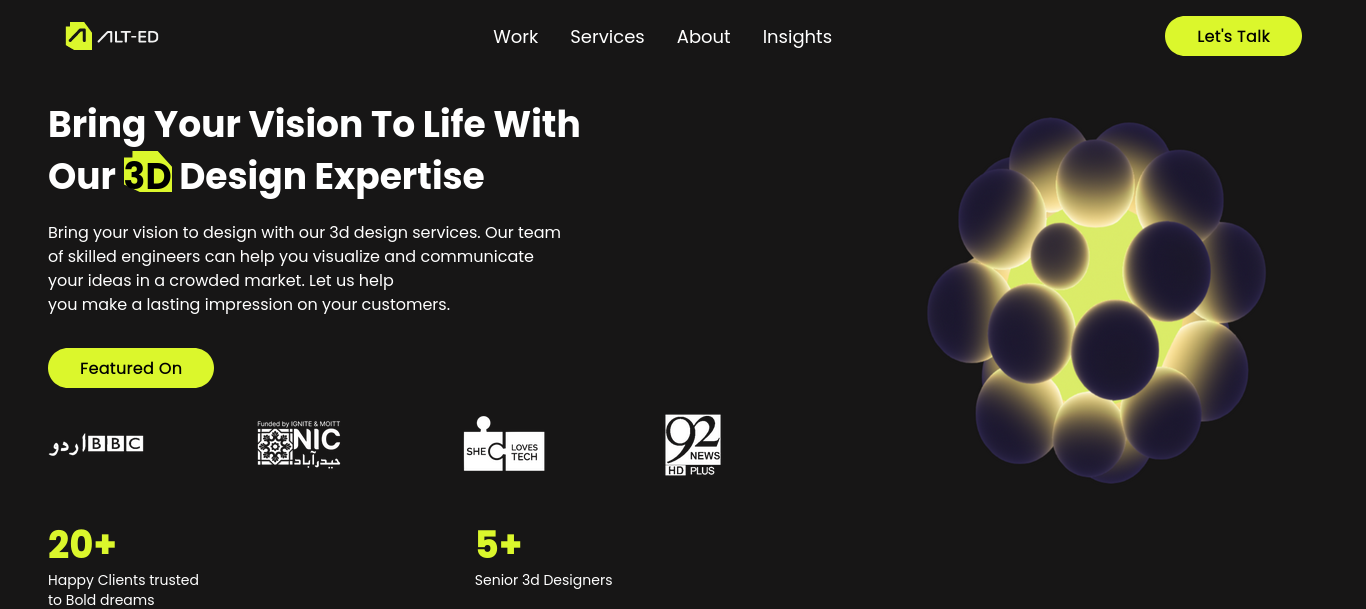 ALT-ED
Work Services About Insights
Let's Talk
Bring Your Vision To Life With
Our 3D Design Expertise
Bring your vision to design with our 3d design services. Our team
of skilled engineers can help you visualize and communicate
your ideas in a crowded market. Let us help
you make a lasting impression on your customers.
Featured On
BBC اردو
Funded by IGNITE & MOITT
NIC
حیدرآباد
SHE LOVES
TECH
92
NEWS
HD PLUS
20+
Happy Clients trusted
to Bold dreams
5+
Senior 3d Designers